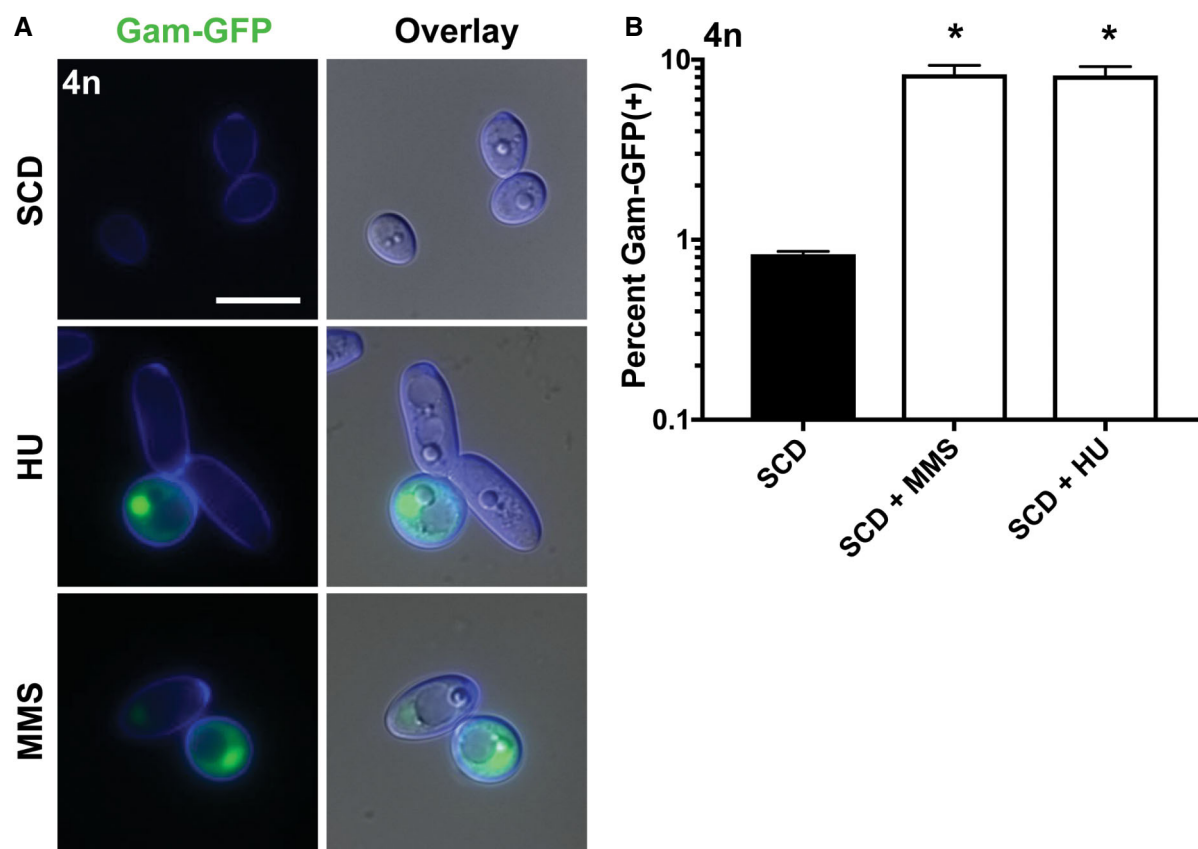 A
Gam-GFP
Overlay
4n
SCD
HU
MMS
B
4n
* *
10
1
0.1
Percent Gam-GFP(+)
SCD
SCD + MMS
SCD + HU